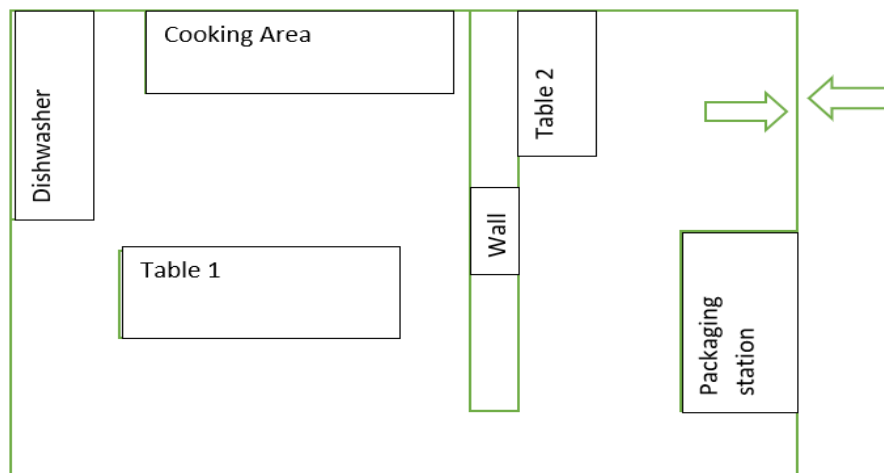 Cooking Area
Dishwasher
Table 2
Wall
Table 1
Packaging
station